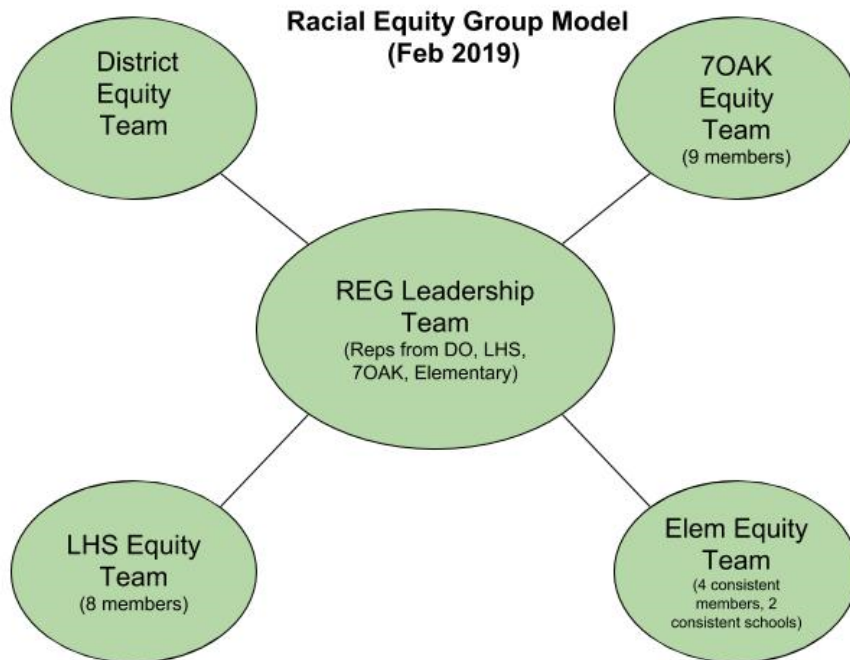 Racial Equity Group Model
(Feb 2019)
District
Equity
Team
7OAK
Equity
Team
(9 members)
REG Leadership
Team
(Reps from DO, LHS,
7OAK, Elementary)
LHS Equity
Team
(8 members)
Elem Equity
Team
(4 consistent
members, 2
consistent schools)